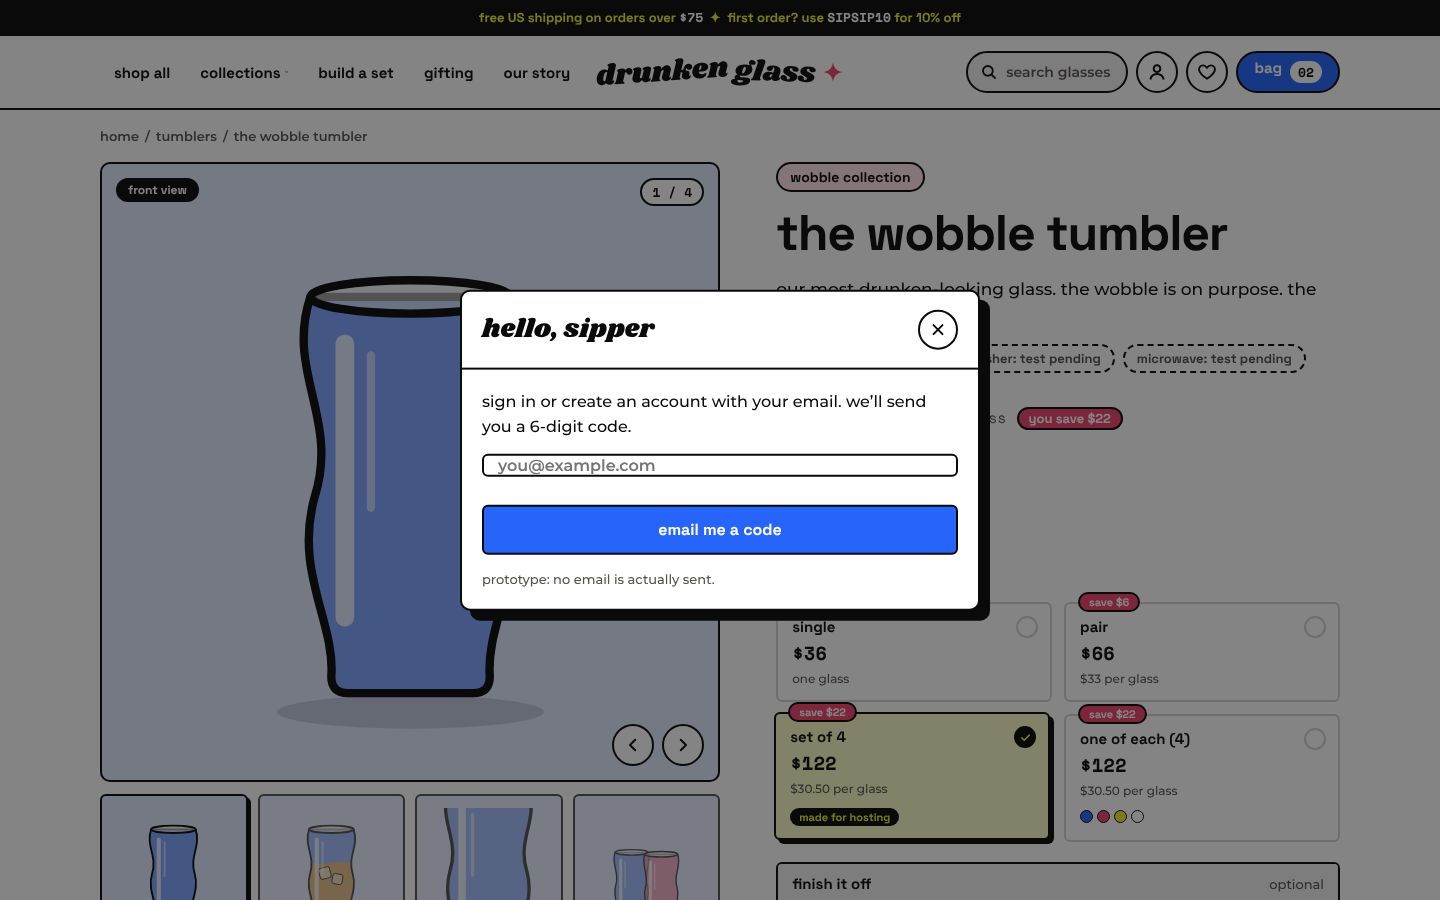 free US shipping on orders over $75 ✦ first order? use SIPSIP10 for 10% off
shop all
collections
build a set
gifting
our story
drunken glass
search glasses
bag 02
home / tumblers / the wobble tumbler
front view
1 / 4
wobble collection
the wobble tumbler
our most drunken-looking glass. the wobble is on purpose. the
test pending
microwave: test pending
you save $22
hello, sipper
sign in or create an account with your email. we’ll send
you a 6-digit code.
you@example.com
email me a code
prototype: no email is actually sent.
single
$36
one glass
save $6
pair
$66
$33 per glass
save $22
set of 4
$122
$30.50 per glass
made for hosting
save $22
one of each (4)
$122
$30.50 per glass
finish it off
optional